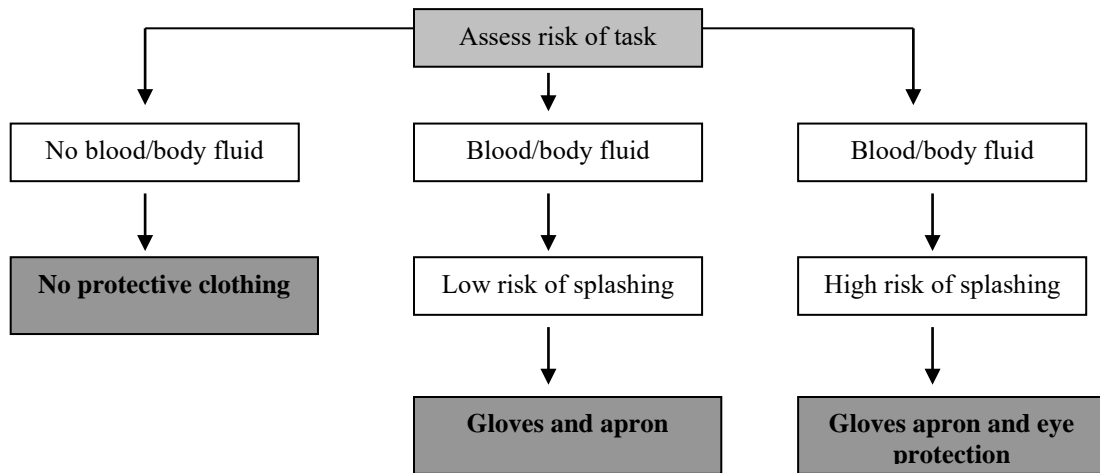 Assess risk of task
No blood/body fluid
Blood/body fluid
Blood/body fluid
No protective clothing
Low risk of splashing
High risk of splashing
Gloves and apron
Gloves apron and eye
protection